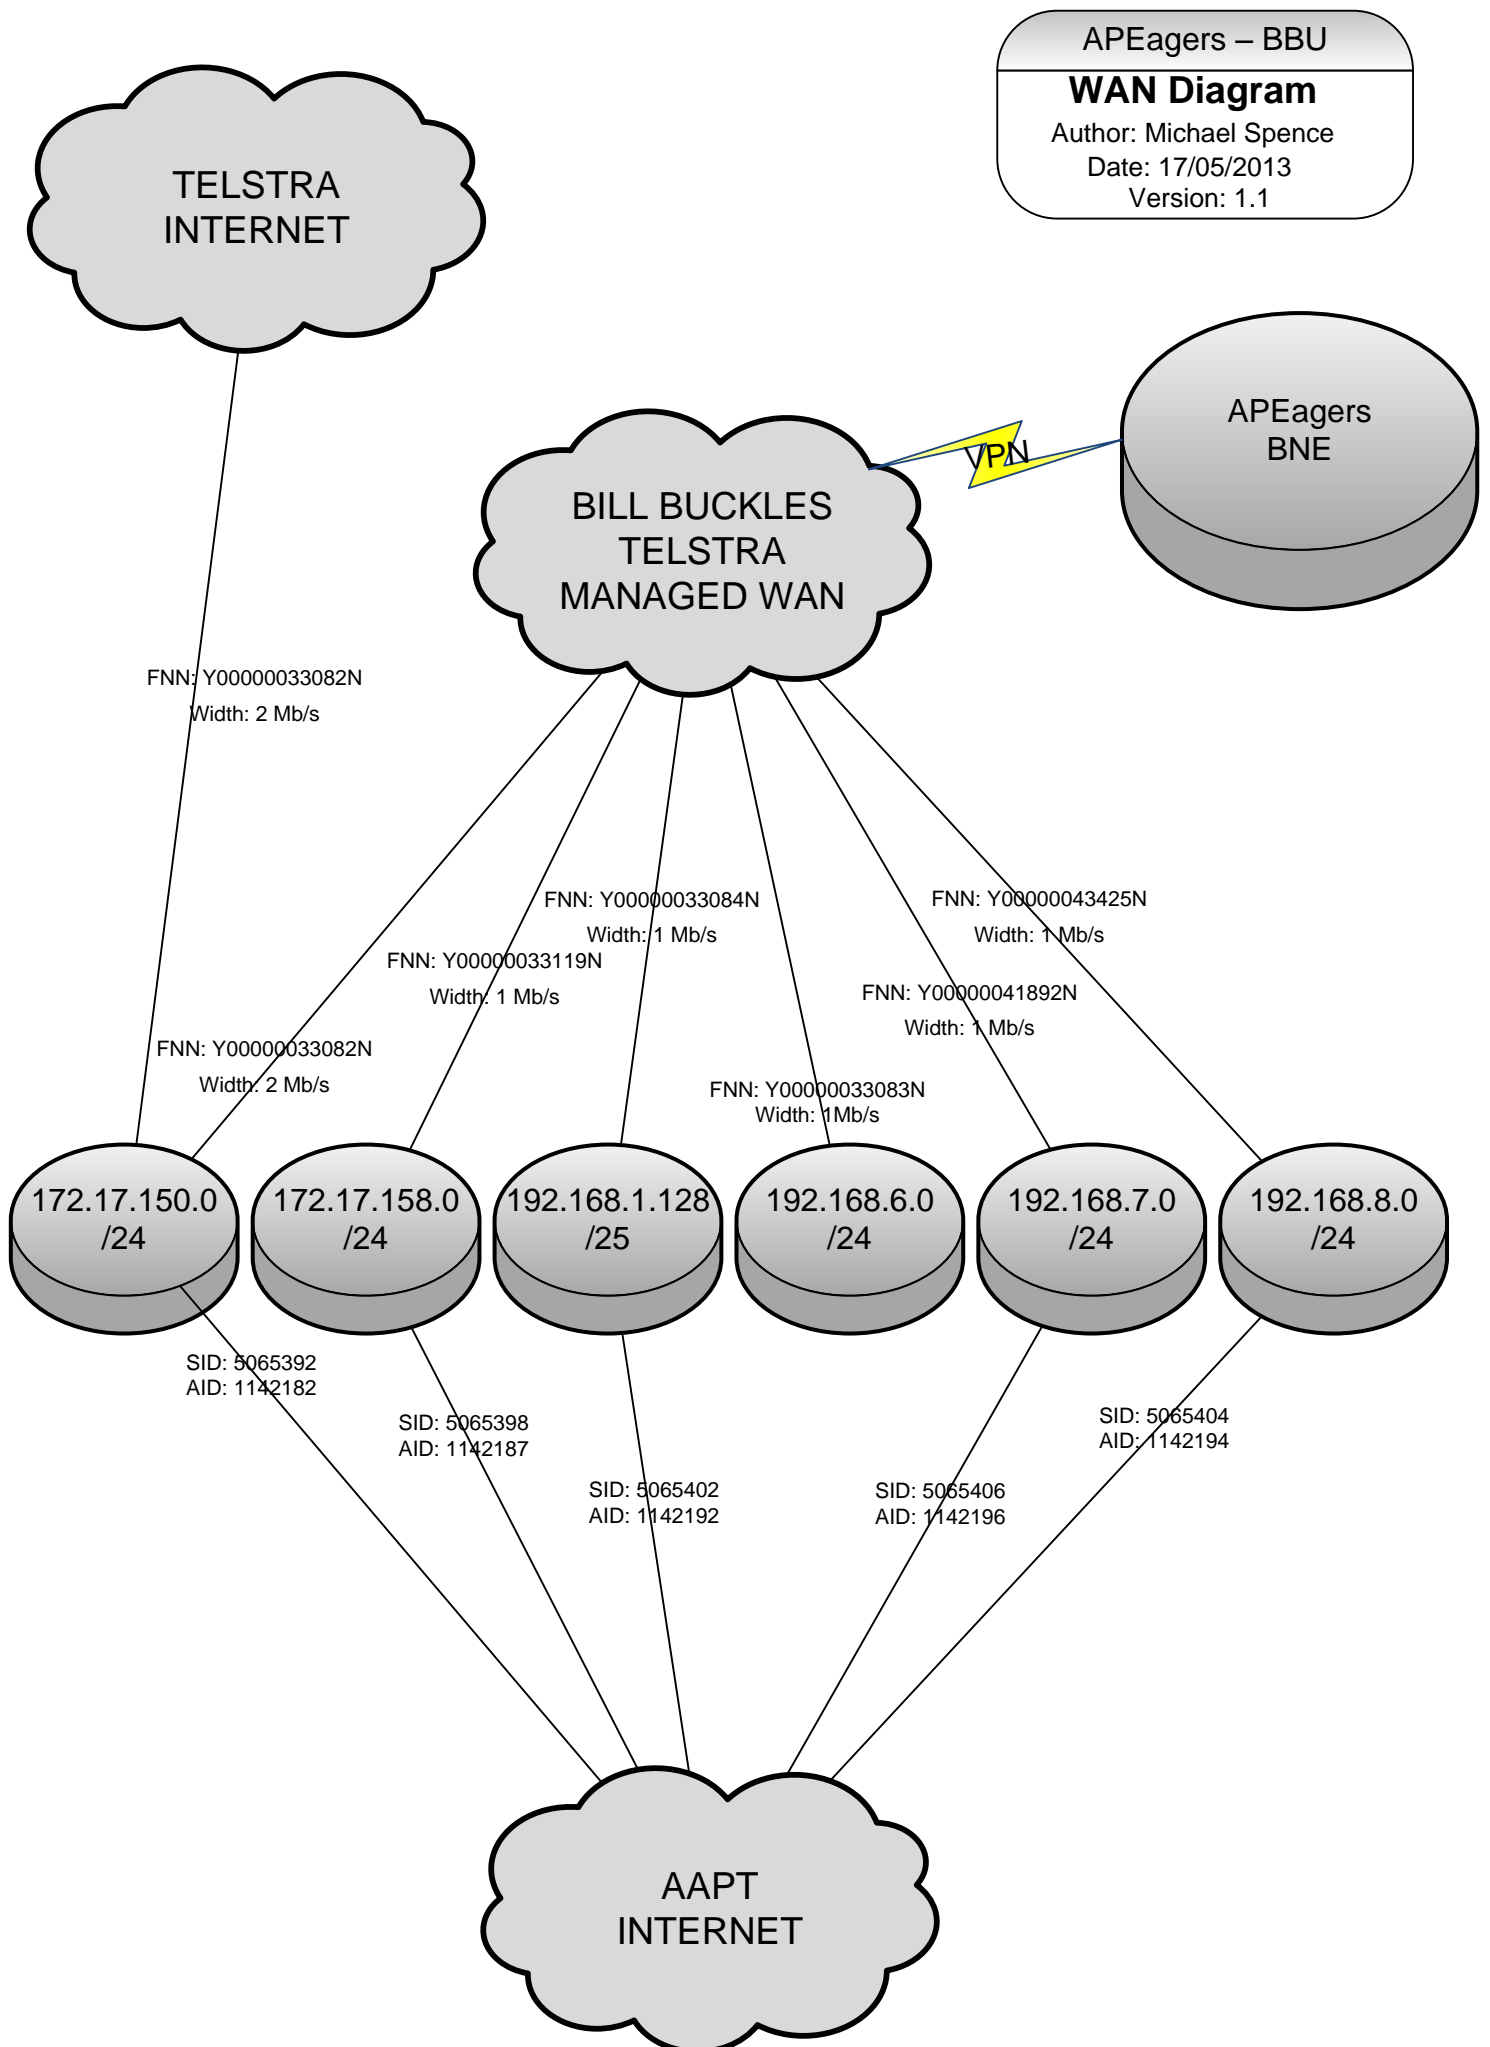 APEagers – BBU
WAN Diagram
Author: Michael Spence
Date: 17/05/2013
Version: 1.1
TELSTRA
INTERNET
APEagers
BNE
VPN
BILL BUCKLES
TELSTRA
MANAGED WAN
FNN: Y00000033082N
Width: 2 Mb/s
FNN: Y00000033084N
Width: 1 Mb/s
FNN: Y00000043425N
Width: 1 Mb/s
FNN: Y00000033119N
Width: 1 Mb/s
FNN: Y00000041892N
Width: 1 Mb/s
FNN: Y00000033082N
Width: 2 Mb/s
FNN: Y00000033083N
Width: 1Mb/s
172.17.150.0
/24
172.17.158.0
/24
192.168.1.128
/25
192.168.6.0
/24
192.168.7.0
/24
192.168.8.0
/24
SID: 5065392
AID: 1142182
SID: 5065398
AID: 1142187
SID: 5065404
AID: 1142194
SID: 5065402
AID: 1142192
SID: 5065406
AID: 1142196
AAPT
INTERNET